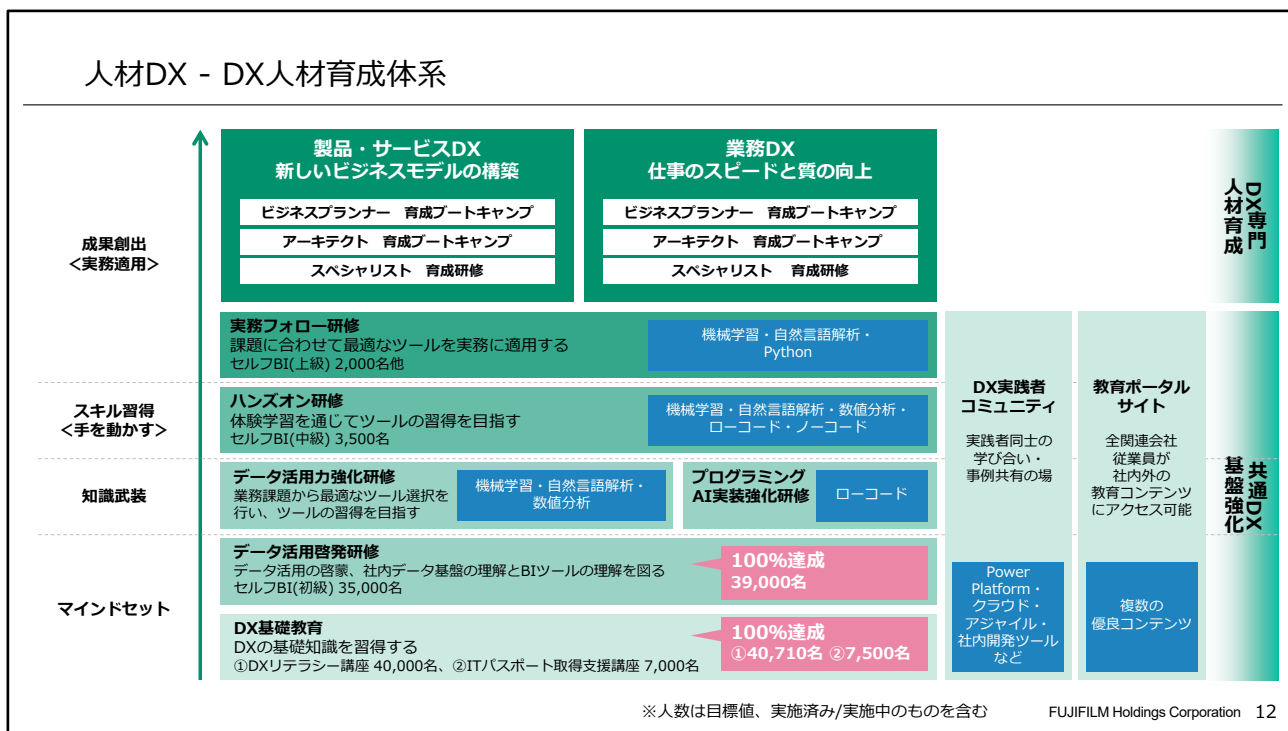 人材DX - DX人材育成体系
成果創出
<実務適用>
スキル習得
<手を動かす>
知識武装
マインドセット
製品・サービスDX
新しいビジネスモデルの構築
ビジネスプランナー 育成ブートキャンプ
アーキテクト 育成ブートキャンプ
スペシャリスト 育成研修
業務DX
仕事のスピードと質の向上
ビジネスプランナー 育成ブートキャンプ
アーキテクト 育成ブートキャンプ
スペシャリスト 育成研修
実務フォロー研修
課題に合わせて最適なツールを実務に適用する
セルフBI(上級) 2,000名他
機械学習・自然言語解析・
Python
ハンズオン研修
体験学習を通じてツールの習得を目指す
セルフBI(中級) 3,500名
機械学習・自然言語解析・数値分析・
ローコード・ノーコード
データ活用力強化研修
業務課題から最適なツール選択を
行い、ツールの習得を目指す
機械学習・自然言語解析・
数値分析
プログラミング
AI実装強化研修
ローコード
データ活用啓発研修
データ活用の啓蒙、社内データ基盤の理解とBIツールの理解を図る
セルフBI(初級) 35,000名
100%達成
39,000名
DX基礎教育
DXの基礎知識を習得する
①DXリテラシー講座 40,000名、②ITパスポート取得支援講座 7,000名
100%達成
①40,710名 ②7,500名
DX実践者
コミュニティ
実践者同士の
学び合い・
事例共有の場
Power
Platform・
クラウド・
アジャイル・
社内開発ツール
など
教育ポータル
サイト
全関連会社
従業員が
社内外の
教育コンテンツ
にアクセス可能
複数の
優良コンテンツ
DX専門
人材育成
共通DX
基盤強化
※人数は目標値、実施済み/実施中のものを含む
FUJIFILM Holdings Corporation 12